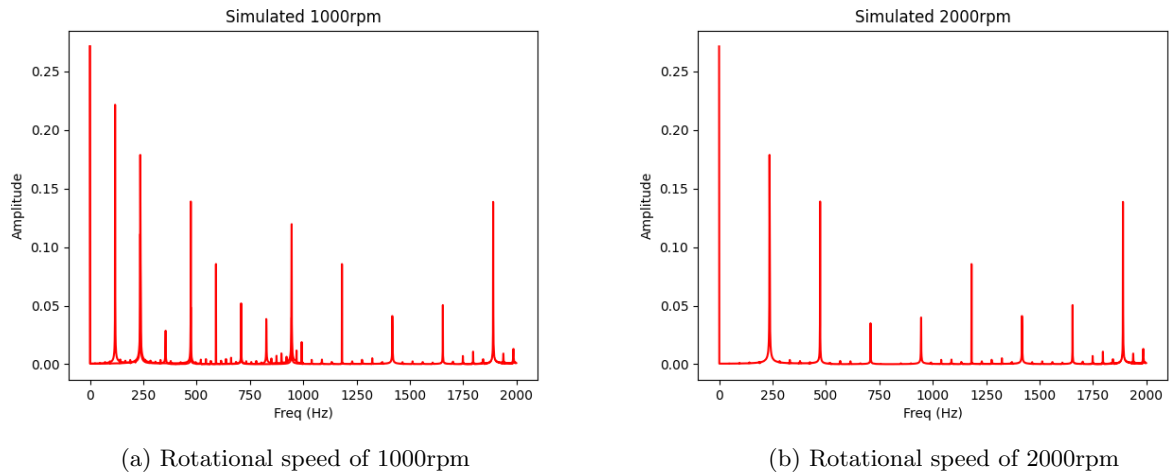 Simulated 1000rpm
0.25
0.20
0.15
0.10
0.05
0.00
Amplitude
0 250 500 750 1000 1250 1500 1750 2000
Freq (Hz)
(a) Rotational speed of 1000rpm
Simulated 2000rpm
0.25
0.20
0.15
0.10
0.05
0.00
Amplitude
0 250 500 750 1000 1250 1500 1750 2000
Freq (Hz)
(b) Rotational speed of 2000rpm